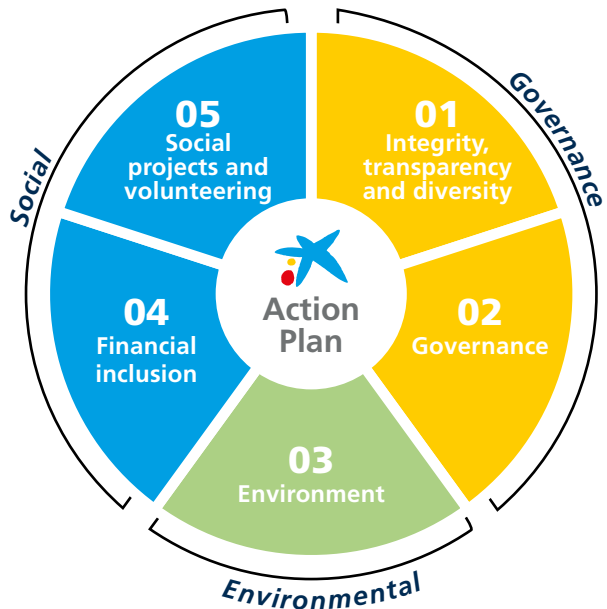 Governance
01
Integrity,
transparency
and diversity
02
Governance
Environmental
03
Environment
Social
04
Financial
inclusion
05
Social
projects and
volunteering
Action
Plan